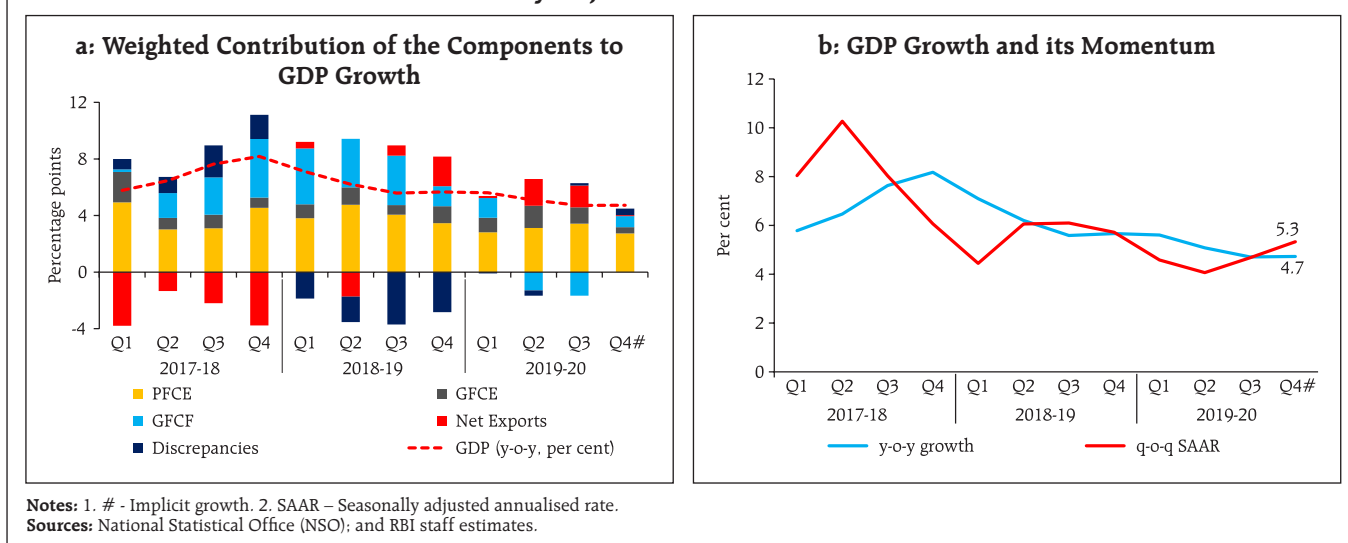 a: Weighted Contribution of the Components to
GDP Growth
Percentage points
12
8
4
0
-4
Q1 Q2 Q3 Q4 Q1 Q2 Q3 Q4 Q1 Q2 Q3 Q4#
2017-18 2018-19 2019-20
PFCE GFCE
GFCF Net Exports
Discrepancies GDP (y-o-y, per cent)
b: GDP Growth and its Momentum
Per cent
12
10
8
6
4
2
0
5.3
4.7
Q1 Q2 Q3 Q4 Q1 Q2 Q3 Q4 Q1 Q2 Q3 Q4#
2017-18 2018-19 2019-20
y-o-y growth q-o-q SAAR
Notes: 1. # - Implicit growth. 2. SAAR – Seasonally adjusted annualised rate.
Sources: National Statistical Office (NSO); and RBI staff estimates.